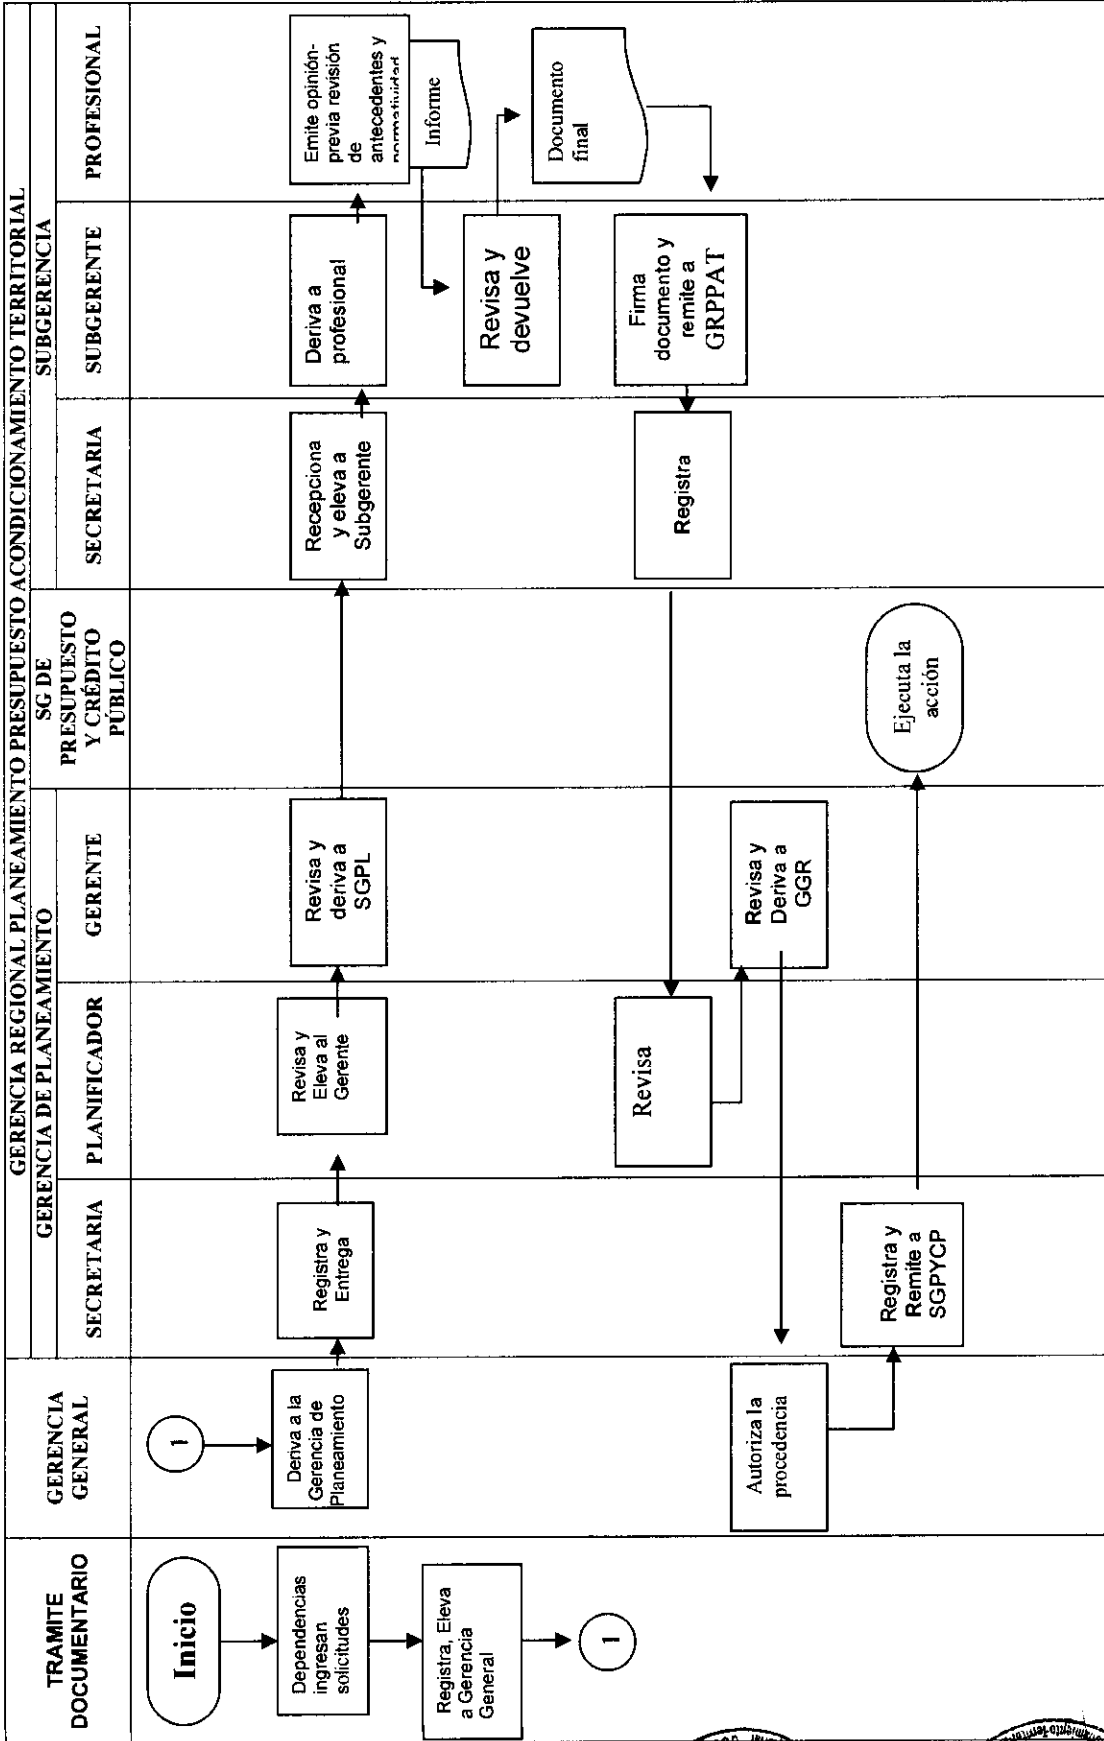 GERENCIA REGIONAL PLANEAMIENTO PRESUPUESTO ACONDICIONAMIENTO TERRITORIAL
TRAMITE
DOCUMENTARIO
GERENCIA
GENERAL
GERENCIA DE PLANEAMIENTO
SECRETARIA
PLANIFICADOR
GERENTE
SG DE
PRESUPUESTO
Y CRÉDITO
PÚBLICO
SUBGERENCIA
SECRETARIA
SUBGERENTE
PROFESIONAL
Inicio
Dependencias
ingresan
solicitudes
Registra, Eleva
a Gerencia
General
1
1
Deriva a la
Gerencia de
Planeamiento
Registra y
Entrega
Revisa y
Eleva al
Gerente
Revisa y
deriva a
SGPL
Recepciona
y eleva a
Subgerente
Deriva a
profesional
Emite opinión-
previa revisión
de
antecedentes y
normatividad
Informe
Revisa y
devuelve
Documento
final
Firma
documento y
remite a
GRPPAT
Registra
Revisa
Revisa y
Deriva a
GGR
Autoriza la
procedencia
Registra y
Remite a
SGPYCP
Ejecuta la
acción